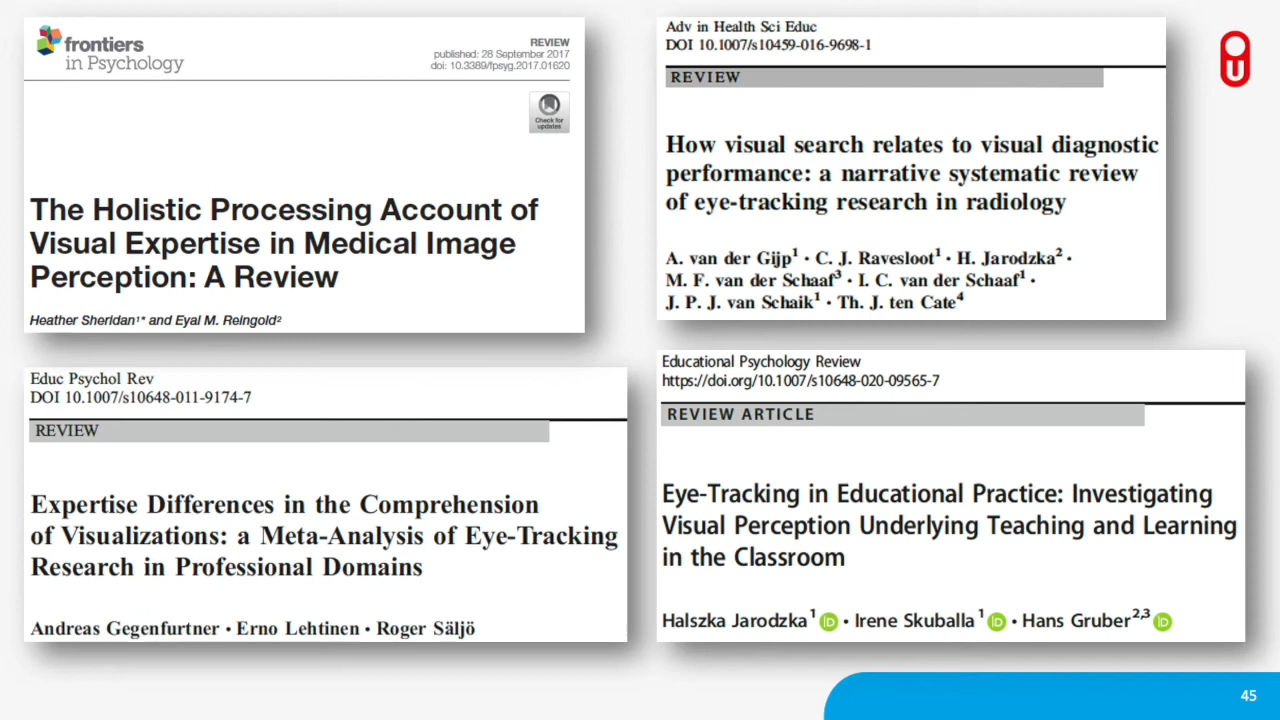 frontiers
in Psychology
REVIEW
published: 28 September 2017
doi: 10.3389/fpsyg.2017.01620
Check for
updates
The Holistic Processing Account of
Visual Expertise in Medical Image
Perception: A Review
Heather Sheridan1* and Eyal M. Reingold2
Adv in Health Sci Educ
DOI 10.1007/s10459-016-9698-1
REVIEW
How visual search relates to visual diagnostic
performance: a narrative systematic review
of eye-tracking research in radiology
A. van der Gijp1 · C. J. Ravesloot1 · H. Jarodzka2 ·
M. F. van der Schaaf3 · I. C. van der Schaaf1 ·
J. P. J. van Schaik1 · Th. J. ten Cate4
Educ Psychol Rev
DOI 10.1007/s10648-011-9174-7
REVIEW
Expertise Differences in the Comprehension
of Visualizations: a Meta-Analysis of Eye-Tracking
Research in Professional Domains
Andreas Gegenfurtner · Erno Lehtinen · Roger Säljö
Educational Psychology Review
https://doi.org/10.1007/s10648-020-09565-7
REVIEW ARTICLE
Eye-Tracking in Educational Practice: Investigating
Visual Perception Underlying Teaching and Learning
in the Classroom
Halszka Jarodzka1 iD · Irene Skuballa1 iD · Hans Gruber2,3 iD
45